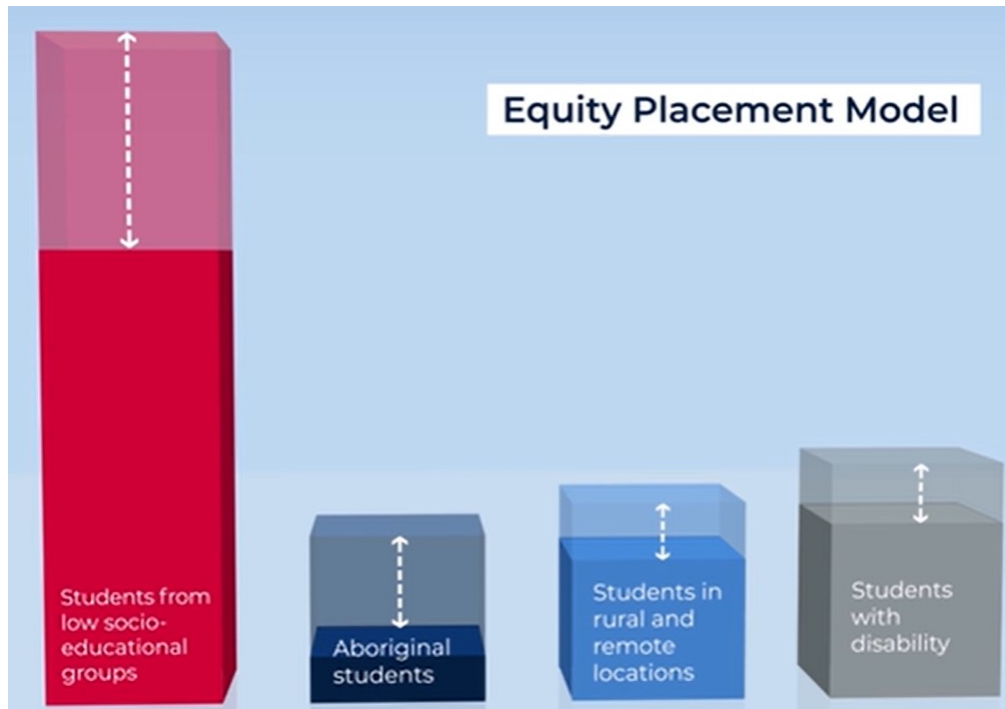 Equity Placement Model
Students from
low socio-
educational
groups
Aboriginal
students
Students in
rural and
remote
locations
Students
with
disability